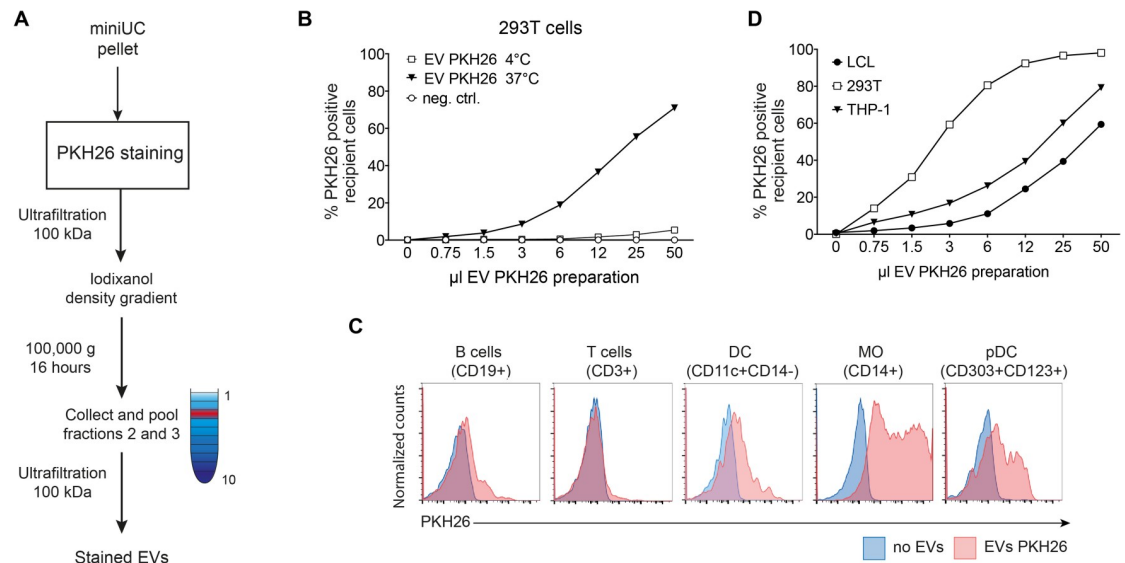 A
miniUC
pellet
PKH26 staining
Ultrafiltration
100 kDa
Iodixanol
density gradient
100,000 g
16 hours
Collect and pool
fractions 2 and 3
1
10
Ultrafiltration
100 kDa
Stained EVs
B
293T cells
% PKH26 positive
recipient cells
100
80
60
40
20
0
EV PKH26 4°C
EV PKH26 37°C
neg. ctrl.
0 0.75 1.5 3 6 12 25 50
µl EV PKH26 preparation
D
% PKH26 positive
recipient cells
100
80
60
40
20
0
LCL
293T
THP-1
0 0.75 1.5 3 6 12 25 50
µl EV PKH26 preparation
C
Normalized counts
B cells
(CD19+)
T cells
(CD3+)
DC
(CD11c+CD14-)
MO
(CD14+)
pDC
(CD303+CD123+)
PKH26
no EVs
EVs PKH26